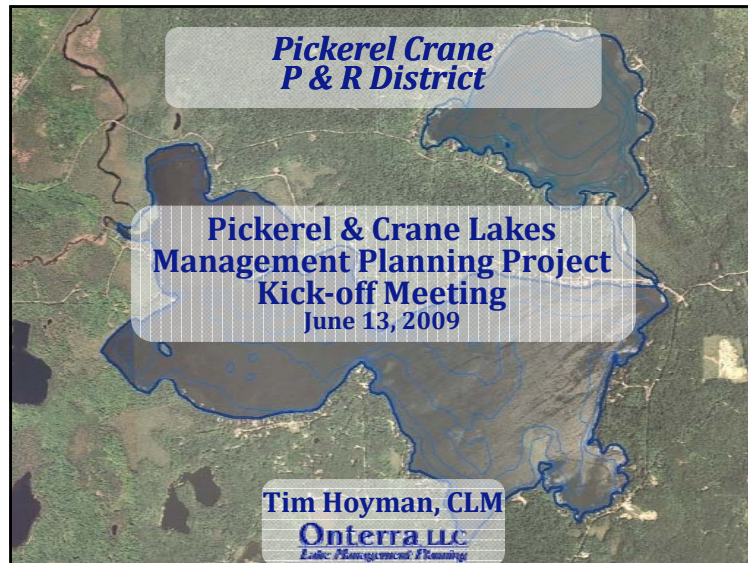 Pickerel Crane
P & R District
Pickerel & Crane Lakes
Management Planning Project
Kick-off Meeting
June 13, 2009
Tim Hoyman, CLM
Onterra LLC
Lake Management Planning